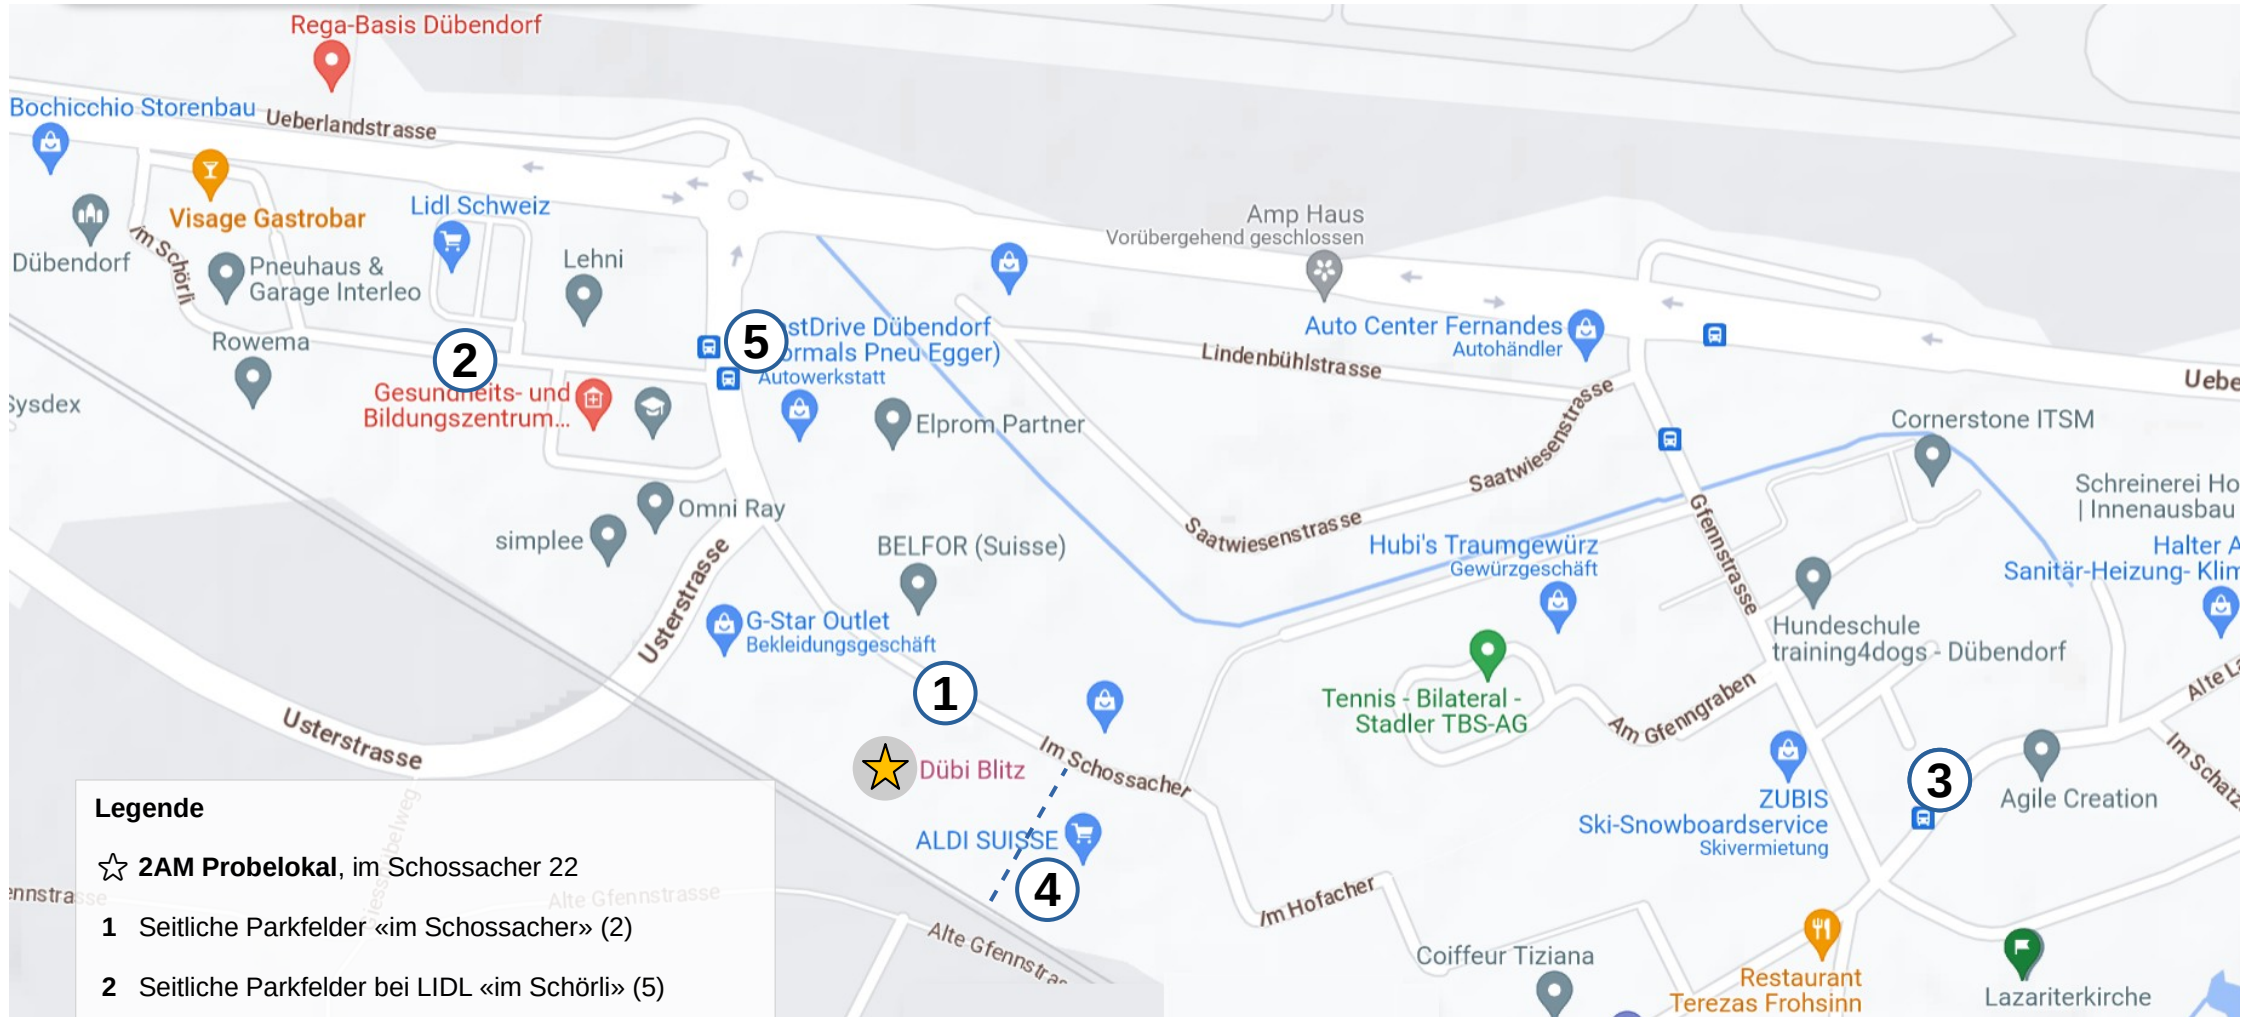 Rega-Basis Dübendorf
Bochicchio Storenbau
Ueberlandstrasse
Visage Gastrobar
Lidl Schweiz
Dübendorf
Im Schörli
Pneuhaus &
Garage Interleo
Lehni
Amp Haus
Vorübergehend geschlossen
Rowema
2
5
stDrive Dübendorf
ormals Pneu Egger)
Autowerkstatt
Lindenbühlstrasse
Auto Center Fernandes
Autohändler
Uebe
Sysdex
Gesundheits- und
Bildungszentrum...
Elprom Partner
Saatwiesenstrasse
Cornerstone ITSM
Schreinerei Ho
| Innenausbau
simplee
Omni Ray
BELFOR (Suisse)
Saatwiesenstrasse
Hubi's Traumgewürz
Gewürzgeschäft
Gfennstrasse
Halter A
Sanitär-Heizung- Klim
Usterstrasse
G-Star Outlet
Bekleidungsgeschäft
Hundeschule
training4dogs - Dübendorf
1
Tennis - Bilateral -
Stadler TBS-AG
Am Gfenngraben
Alte La
Usterstrasse
Im Schossacher
Dübi Blitz
Im Schatz
3
ZUBIS
Ski-Snowboardservice
Skivermietung
Agile Creation
ALDI SUISSE
4
Im Hofacher
Giesshübelweg
ennstrasse
Alte Gfennstrasse
Alte Gfennstras
Coiffeur Tiziana
Restaurant
Terezas Frohsinn
Lazariterkirche
Legende
2AM Probelokal, im Schossacher 22
1 Seitliche Parkfelder «im Schossacher» (2)
2 Seitliche Parkfelder bei LIDL «im Schörli» (5)